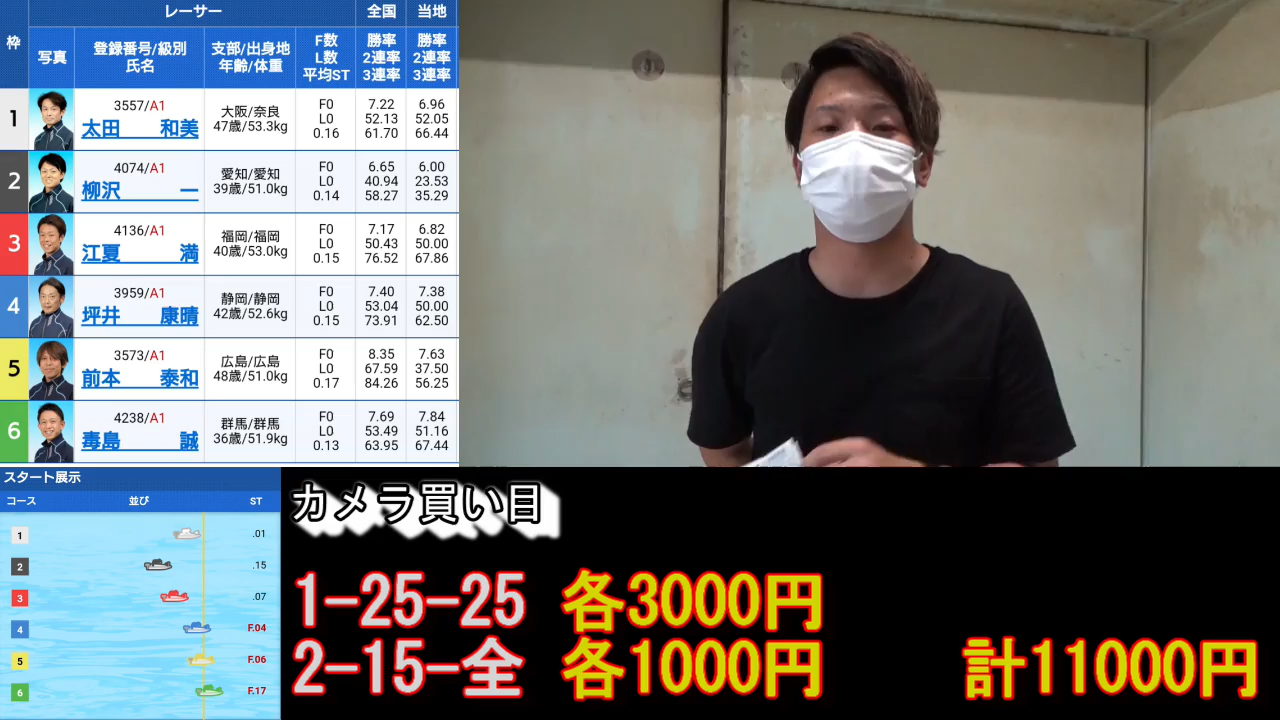 レーサー 全国 当地
枠 写真 登録番号/級別 氏名 支部/出身地 年齢/体重 F数 L数 平均ST 勝率 2連率 3連率 勝率 2連率 3連率
1 3557/A1 太田 和美 大阪/奈良 47歳/53.3kg F0 L0 0.16 7.22 52.13 61.70 6.96 52.05 66.44
2 4074/A1 柳沢 一 愛知/愛知 39歳/51.0kg F0 L0 0.14 6.65 40.94 58.27 6.00 23.53 35.29
3 4136/A1 江夏 満 福岡/福岡 40歳/53.0kg F0 L0 0.15 7.17 50.43 76.52 6.82 50.00 67.86
4 3959/A1 坪井 康晴 静岡/静岡 42歳/52.6kg F0 L0 0.15 7.40 53.04 73.91 7.38 50.00 62.50
5 3573/A1 前本 泰和 広島/広島 48歳/51.0kg F0 L0 0.17 8.35 67.59 84.26 7.63 37.50 56.25
6 4238/A1 毒島 誠 群馬/群馬 36歳/51.9kg F0 L0 0.13 7.69 53.49 63.95 7.84 51.16 67.44
スタート展示
コース 並び ST
1 .01
2 .15
3 .07
4 F.04
5 F.06
6 F.17
カメラ買い目
1-25-25 各3000円
2-15-全 各1000円 計11000円